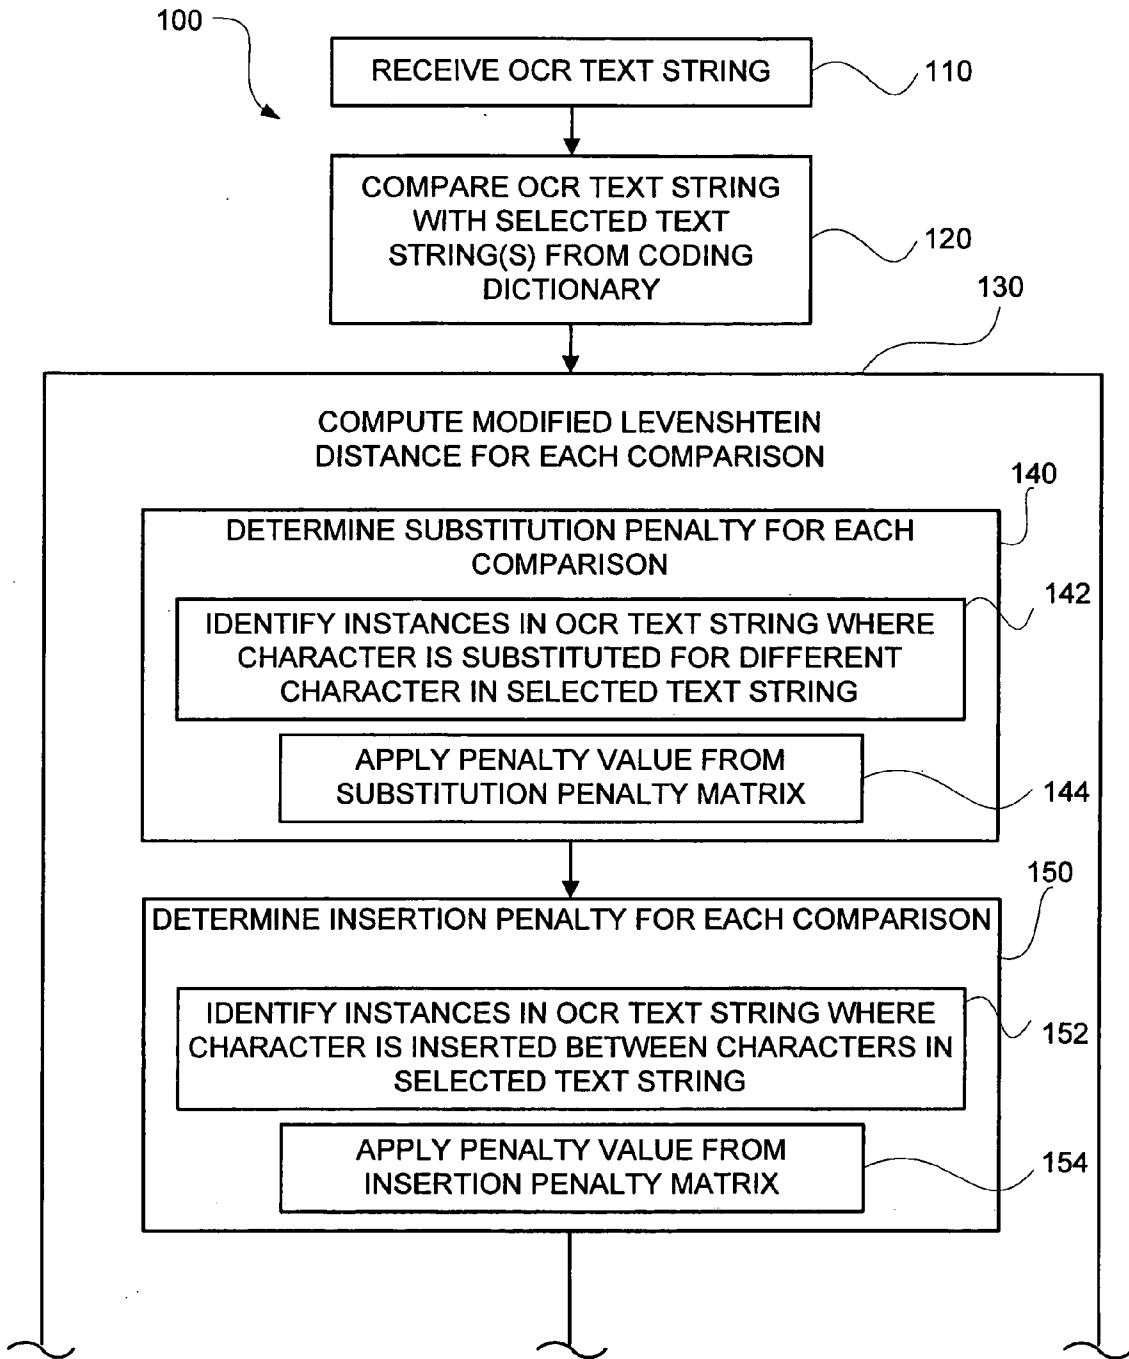 100
RECEIVE OCR TEXT STRING
110
COMPARE OCR TEXT STRING
WITH SELECTED TEXT
STRING(S) FROM CODING
DICTIONARY
120
130
COMPUTE MODIFIED LEVENSHTEIN
DISTANCE FOR EACH COMPARISON
140
DETERMINE SUBSTITUTION PENALTY FOR EACH
COMPARISON
142
IDENTIFY INSTANCES IN OCR TEXT STRING WHERE
CHARACTER IS SUBSTITUTED FOR DIFFERENT
CHARACTER IN SELECTED TEXT STRING
APPLY PENALTY VALUE FROM
SUBSTITUTION PENALTY MATRIX
144
150
DETERMINE INSERTION PENALTY FOR EACH COMPARISON
IDENTIFY INSTANCES IN OCR TEXT STRING WHERE
CHARACTER IS INSERTED BETWEEN CHARACTERS IN
SELECTED TEXT STRING
152
APPLY PENALTY VALUE FROM
INSERTION PENALTY MATRIX
154